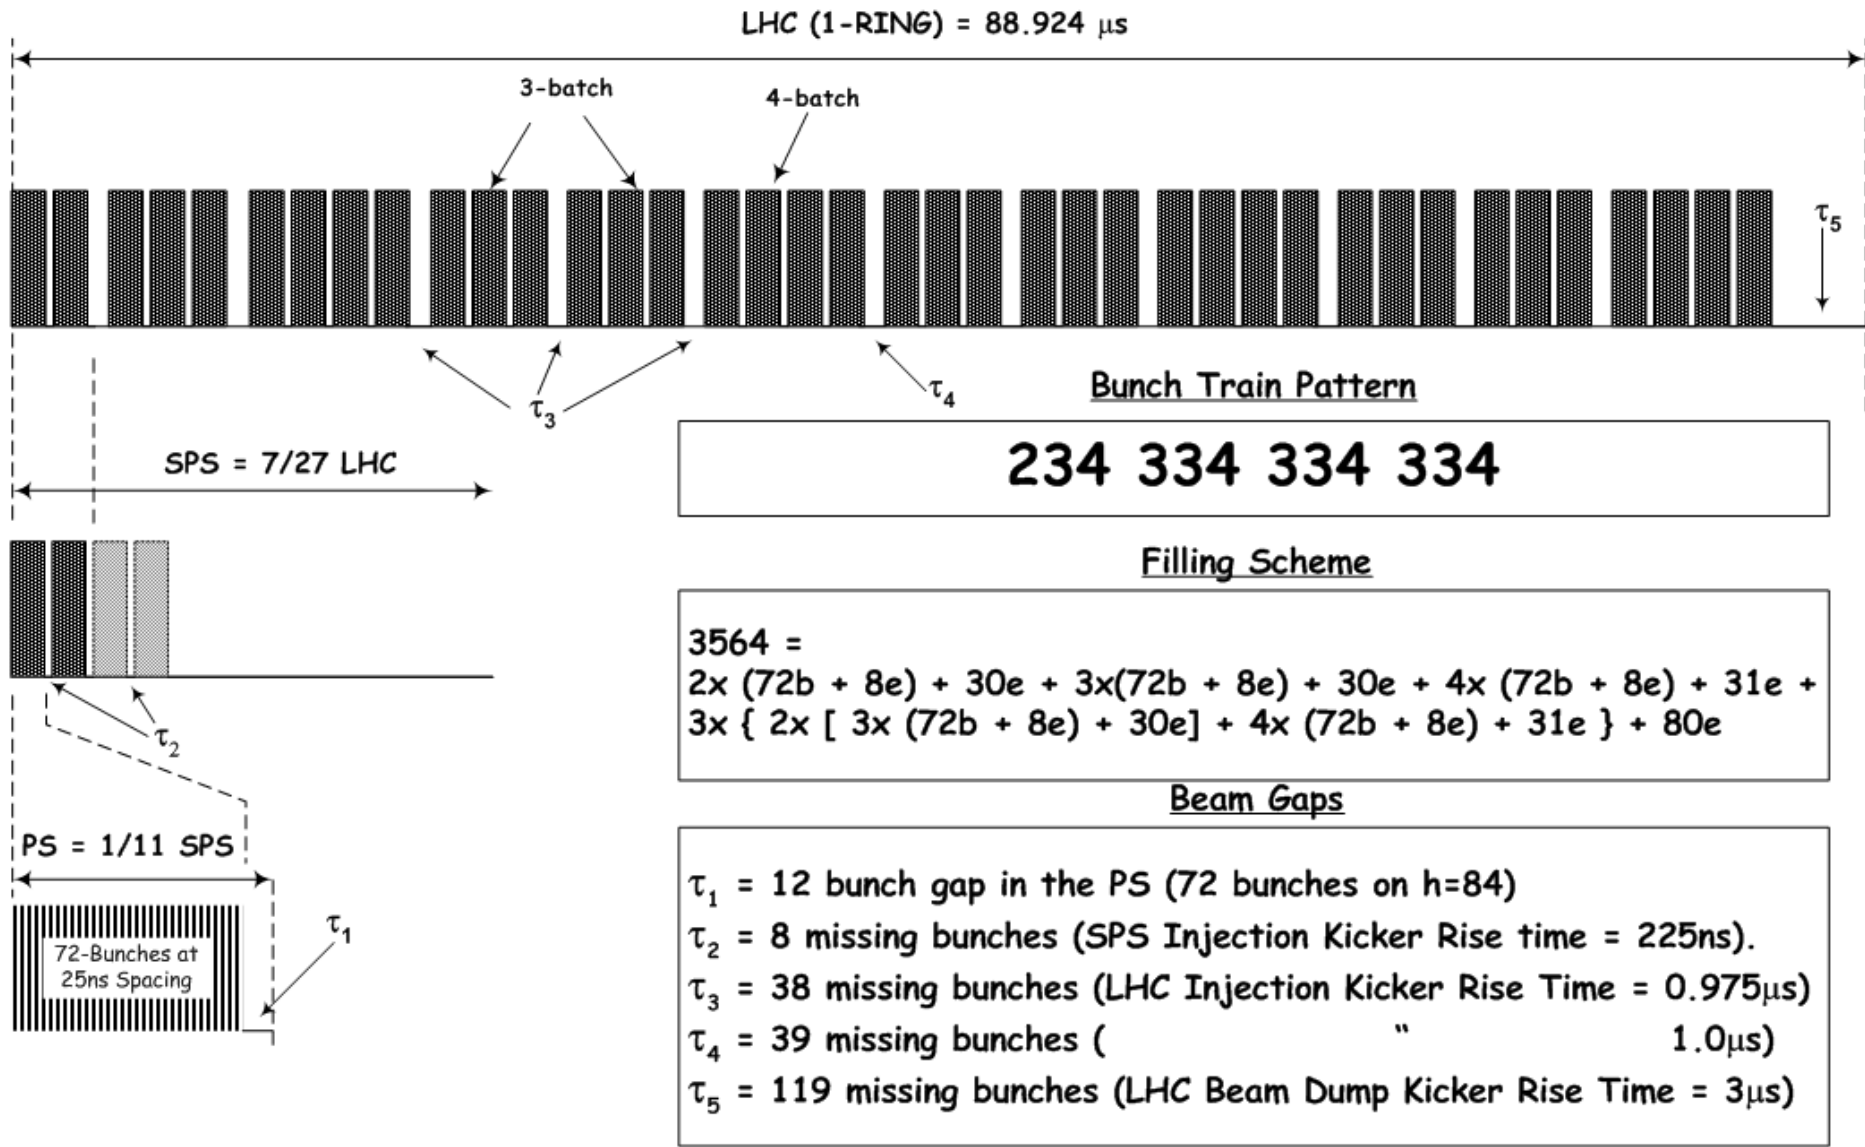 LHC (1-RING) = 88.924 μs
3-batch
4-batch
τ5
τ3
τ4
Bunch Train Pattern
234 334 334 334
SPS = 7/27 LHC
Filling Scheme
3564 =
2x (72b + 8e) + 30e + 3x(72b + 8e) + 30e + 4x (72b + 8e) + 31e +
3x { 2x [ 3x (72b + 8e) + 30e] + 4x (72b + 8e) + 31e } + 80e
τ2
Beam Gaps
PS = 1/11 SPS
τ1
72-Bunches at
25ns Spacing
τ1 = 12 bunch gap in the PS (72 bunches on h=84)
τ2 = 8 missing bunches (SPS Injection Kicker Rise time = 225ns).
τ3 = 38 missing bunches (LHC Injection Kicker Rise Time = 0.975μs)
τ4 = 39 missing bunches ( " 1.0μs)
τ5 = 119 missing bunches (LHC Beam Dump Kicker Rise Time = 3μs)